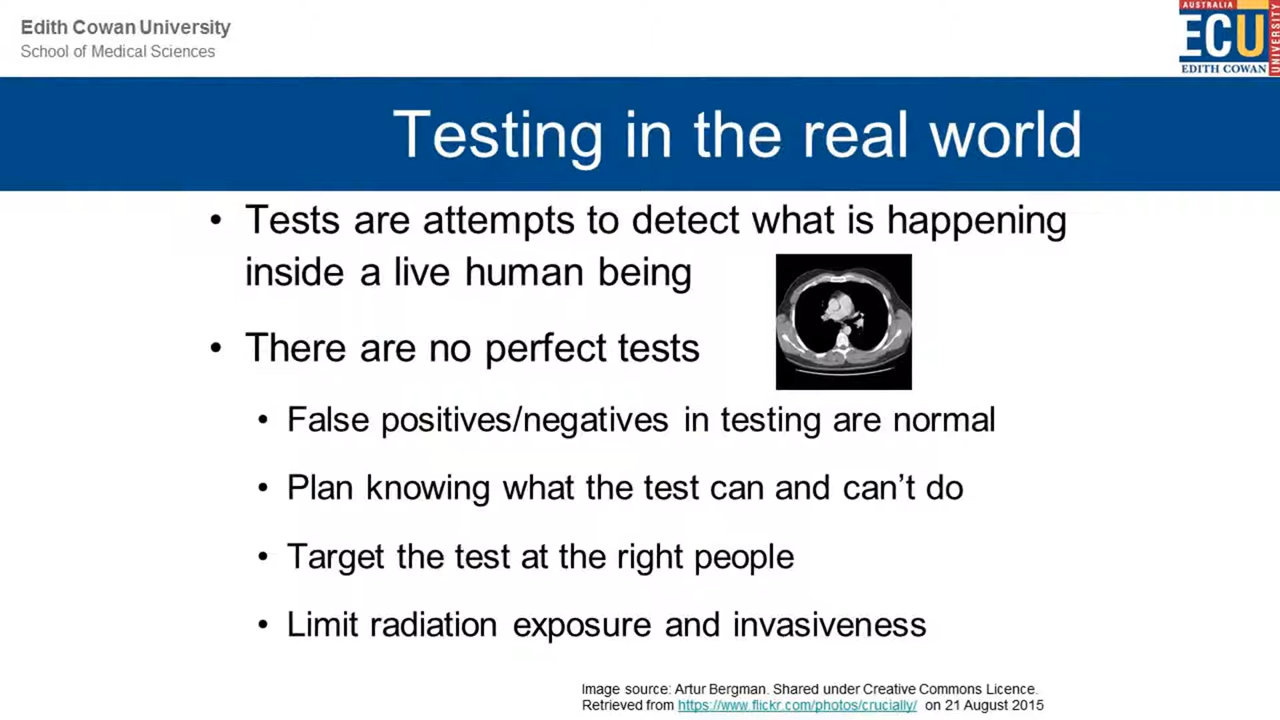 Edith Cowan University
School of Medical Sciences
AUSTRALIA
ECU
EDITH COWAN
UNIVERSITY
Testing in the real world
• Tests are attempts to detect what is happening
inside a live human being
• There are no perfect tests
• False positives/negatives in testing are normal
• Plan knowing what the test can and can’t do
• Target the test at the right people
• Limit radiation exposure and invasiveness
Image source: Artur Bergman. Shared under Creative Commons Licence.
Retrieved from https://www.flickr.com/photos/crucially/ on 21 August 2015